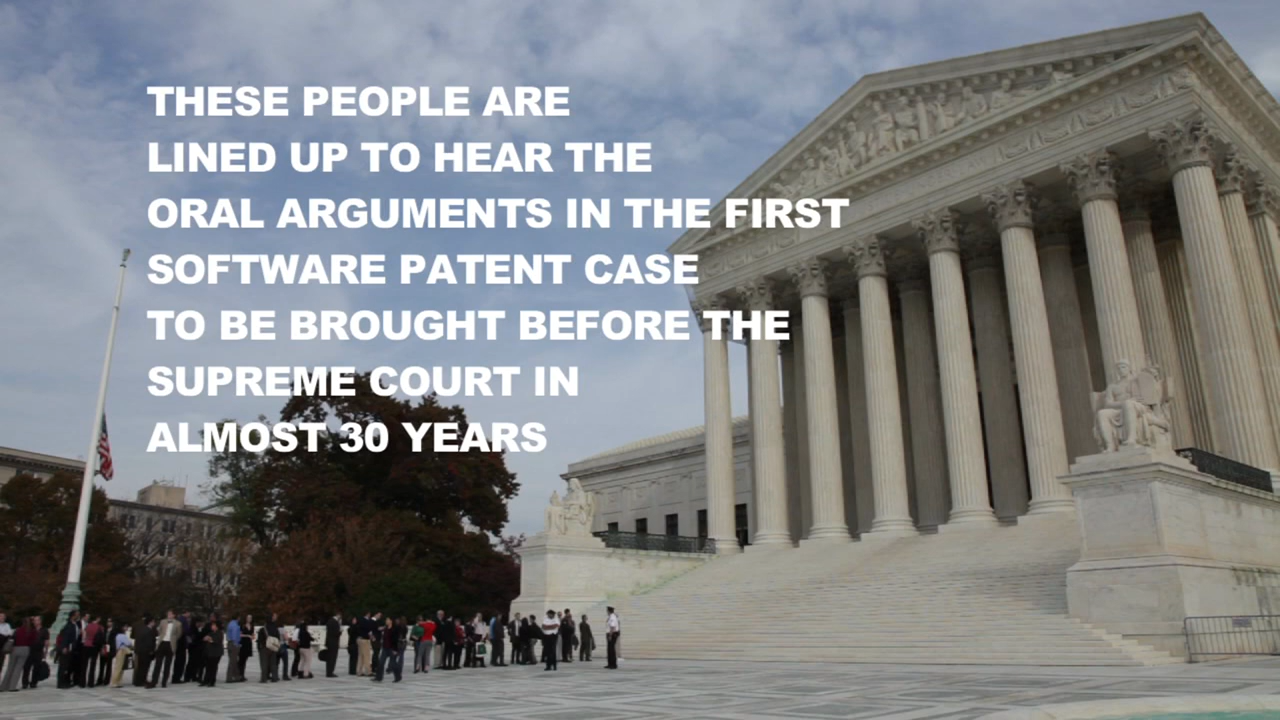 THESE PEOPLE ARE
LINED UP TO HEAR THE
ORAL ARGUMENTS IN THE FIRST
SOFTWARE PATENT CASE
TO BE BROUGHT BEFORE THE
SUPREME COURT IN
ALMOST 30 YEARS